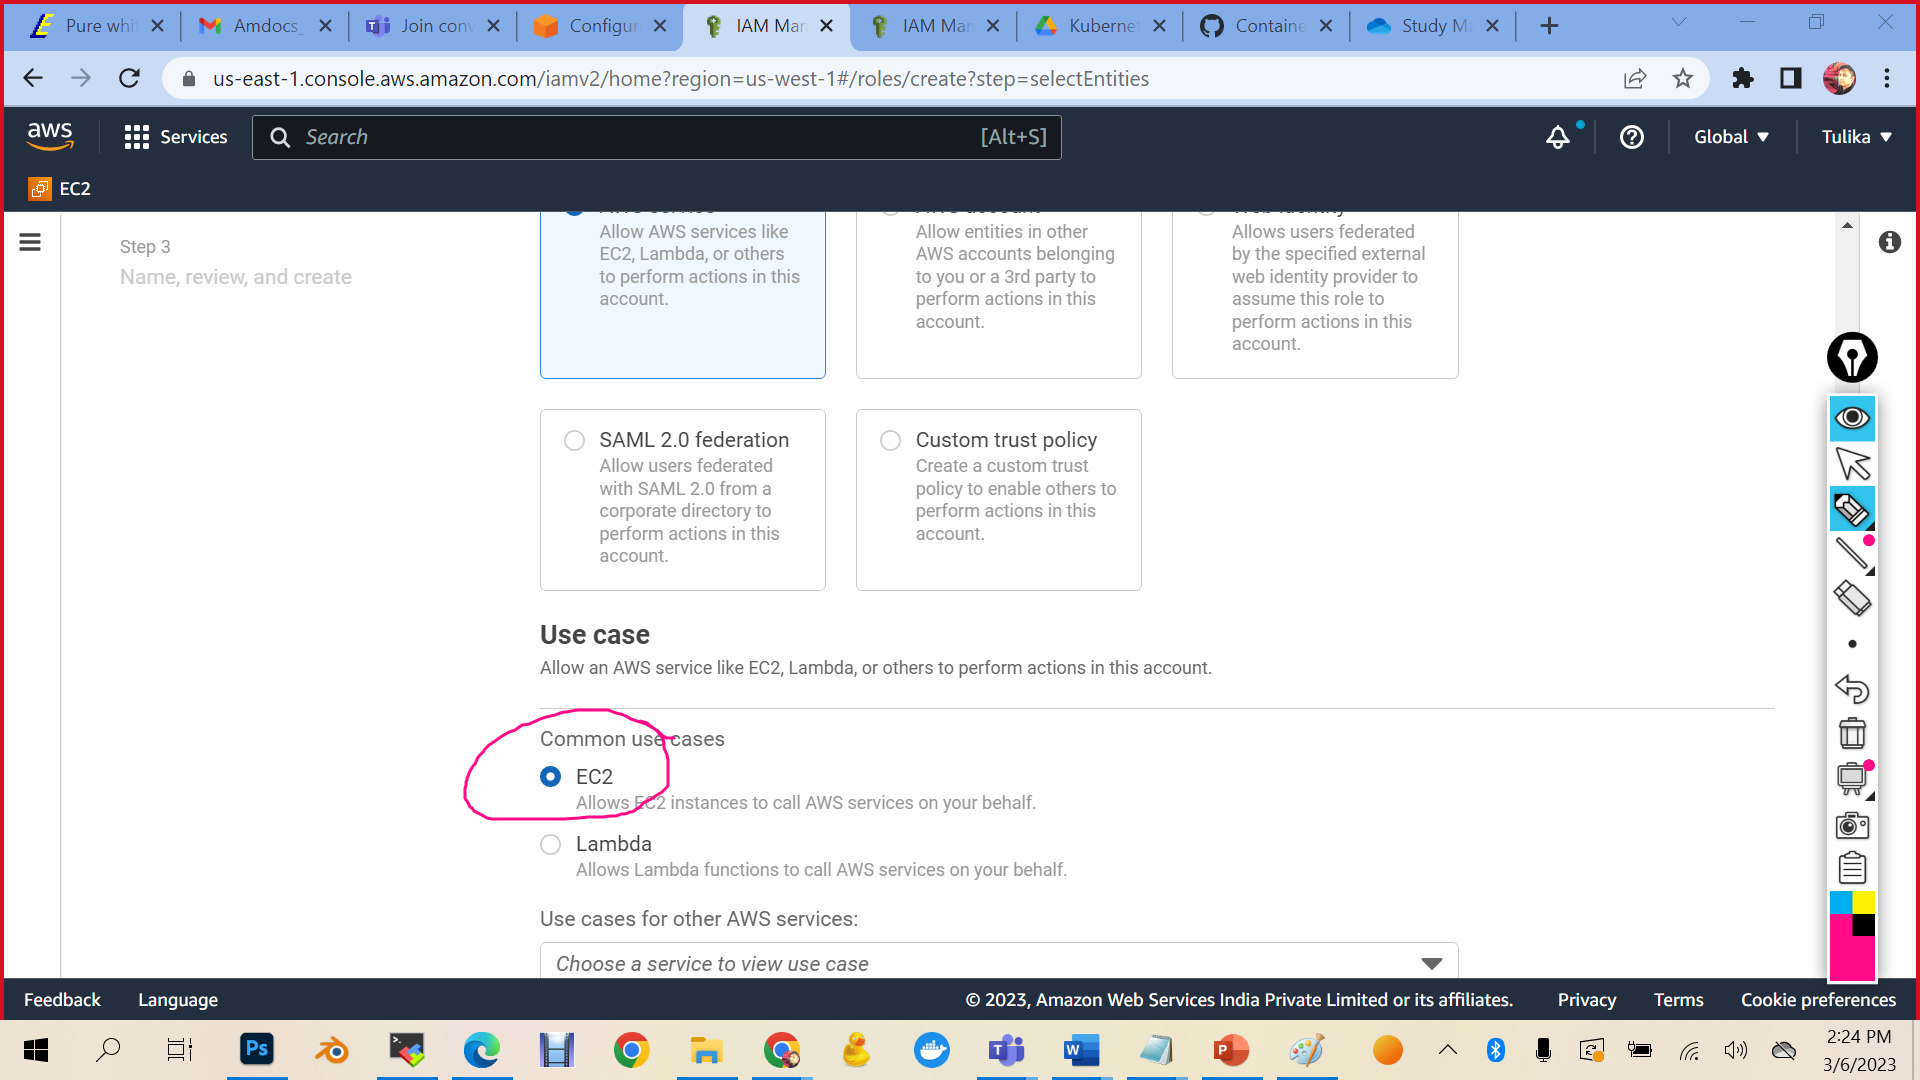 Pure whit
Amdocs_
Join conv
Configur
IAM Man
IAM Man
Kubernet
Containe
Study Ma
us-east-1.console.aws.amazon.com/iamv2/home?region=us-west-1#/roles/create?step=selectEntities
aws
Services
Search
[Alt+S]
Global
Tulika
EC2
Step 3
Name, review, and create
Allow AWS services like
EC2, Lambda, or others
to perform actions in this
account.
Allow entities in other
AWS accounts belonging
to you or a 3rd party to
perform actions in this
account.
Web identity
Allows users federated
by the specified external
web identity provider to
assume this role to
perform actions in this
account.
SAML 2.0 federation
Allow users federated
with SAML 2.0 from a
corporate directory to
perform actions in this
account.
Custom trust policy
Create a custom trust
policy to enable others to
perform actions in this
account.
Use case
Allow an AWS service like EC2, Lambda, or others to perform actions in this account.
Common use cases
EC2
Allows EC2 instances to call AWS services on your behalf.
Lambda
Allows Lambda functions to call AWS services on your behalf.
Use cases for other AWS services:
Choose a service to view use case
Feedback
Language
© 2023, Amazon Web Services India Private Limited or its affiliates.
Privacy
Terms
Cookie preferences
Ps
2:24 PM
3/6/2023